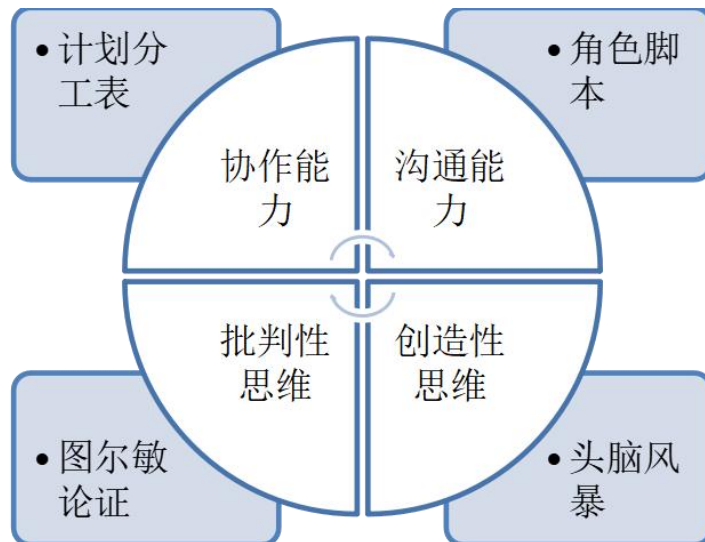 • 计划分
工表
• 角色脚
本
协作能
力
沟通能
力
批判性
思维
创造性
思维
• 图尔敏
论证
• 头脑风
暴